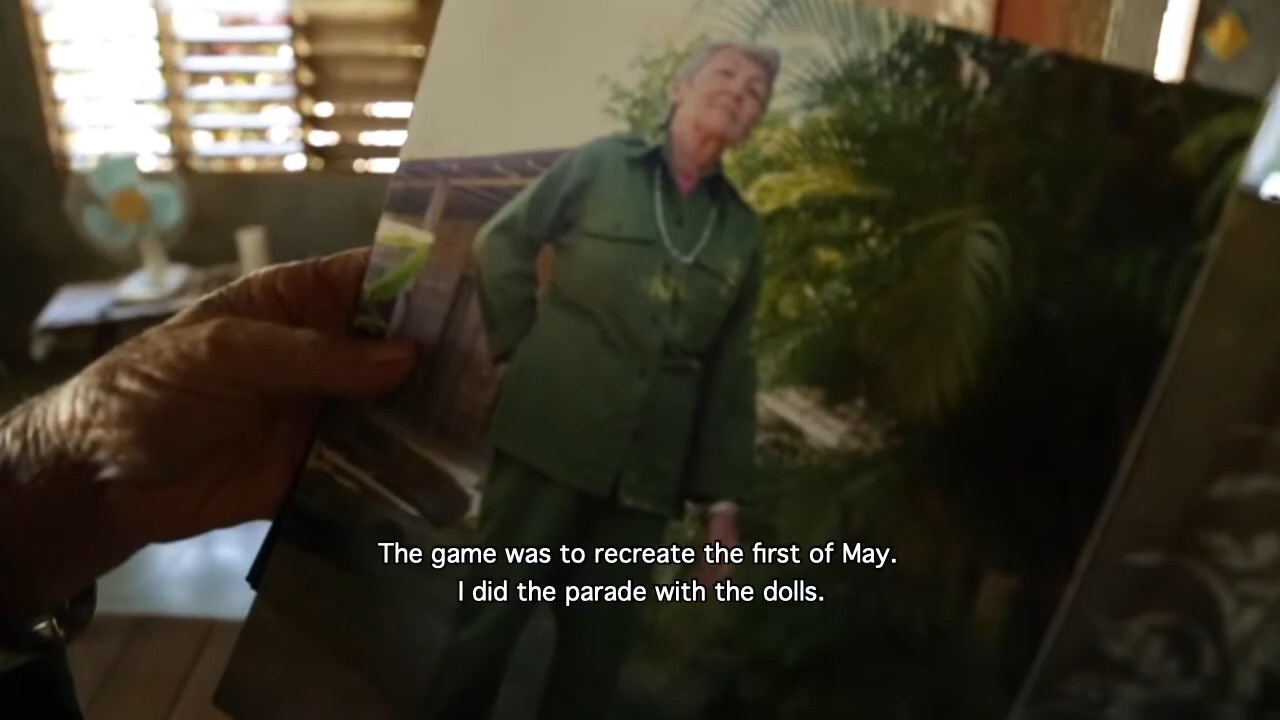 The game was to recreate the first of May.
I did the parade with the dolls.